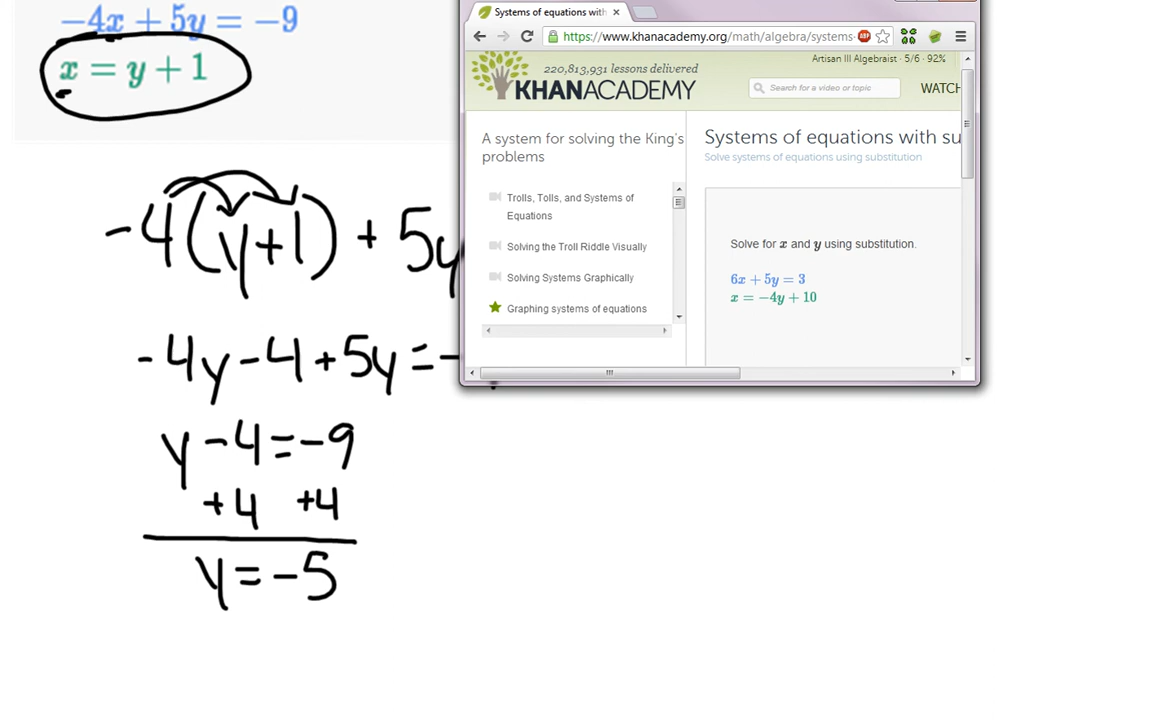 −4x + 5y = −9
x = y + 1
-4(y+1) + 5y
-4y-4+5y=-
y-4=-9
+4 +4
y=-5
Systems of equations with
https://www.khanacademy.org/math/algebra/systems-
ABP
Artisan III Algebraist · 5/6 · 92%
220,813,931 lessons delivered
KHANACADEMY
Search for a video or topic
WATCH
A system for solving the King's
problems
Trolls, Tolls, and Systems of
Equations
Solving the Troll Riddle Visually
Solving Systems Graphically
Graphing systems of equations
Systems of equations with su
Solve systems of equations using substitution
Solve for x and y using substitution.
6x + 5y = 3
x = −4y + 10